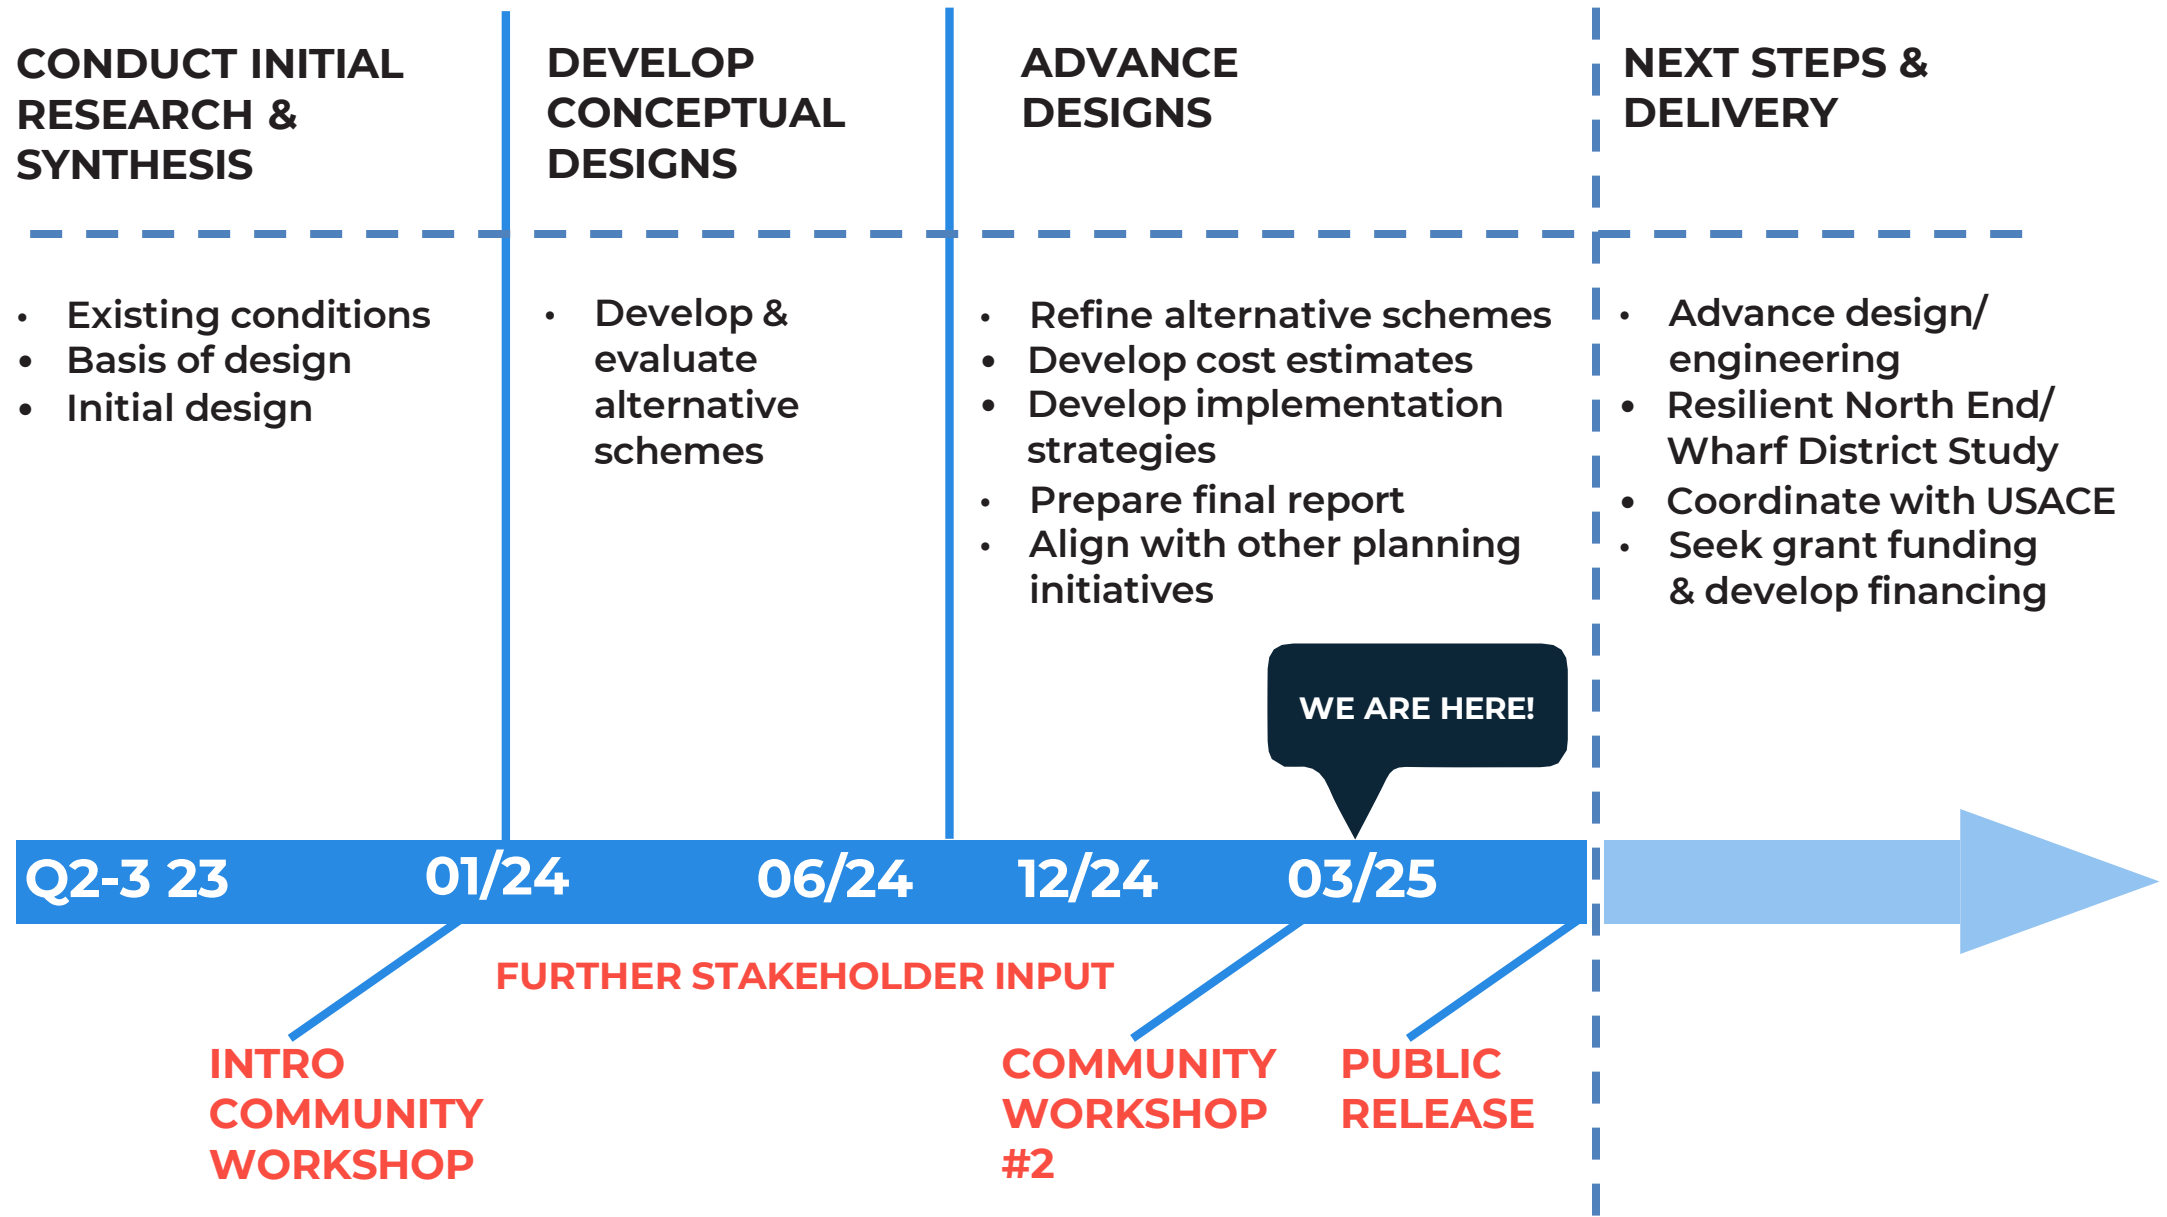 CONDUCT INITIAL
RESEARCH &
SYNTHESIS
• Existing conditions
• Basis of design
• Initial design
DEVELOP
CONCEPTUAL
DESIGNS
• Develop &
evaluate
alternative
schemes
ADVANCE
DESIGNS
• Refine alternative schemes
• Develop cost estimates
• Develop implementation
strategies
• Prepare final report
• Align with other planning
initiatives
NEXT STEPS &
DELIVERY
• Advance design/
engineering
• Resilient North End/
Wharf District Study
• Coordinate with USACE
• Seek grant funding
& develop financing
WE ARE HERE!
Q2-3 23
01/24
06/24
12/24
03/25
FURTHER STAKEHOLDER INPUT
INTRO
COMMUNITY
WORKSHOP
COMMUNITY
WORKSHOP
#2
PUBLIC
RELEASE